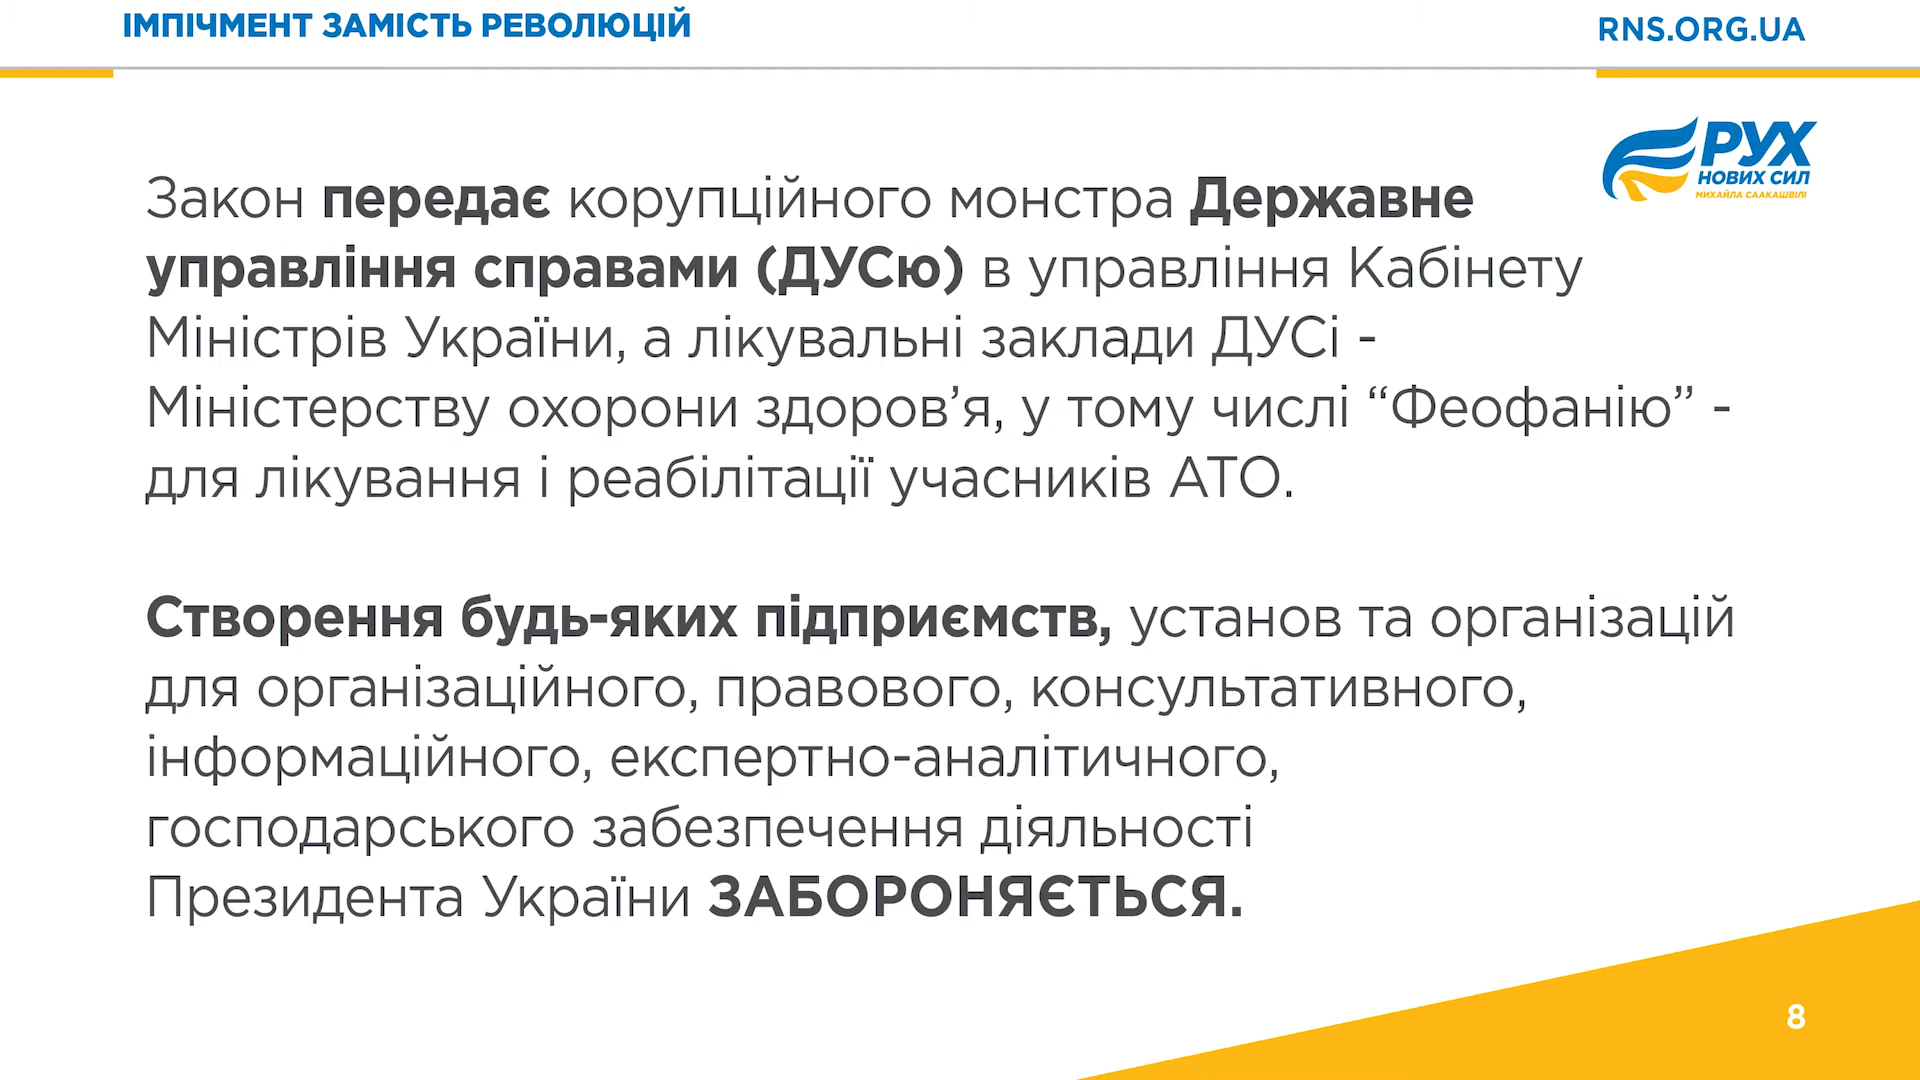 ІМПІЧМЕНТ ЗАМІСТЬ РЕВОЛЮЦІЙ
RNS.ORG.UA
РУХ
НОВИХ СИЛ
МИХАЙЛА СААКАШВІЛІ
Закон передає корупційного монстра Державне
управління справами (ДУСю) в управління Кабінету
Міністрів України, а лікувальні заклади ДУСі -
Міністерству охорони здоров’я, у тому числі “Феофанію” -
для лікування і реабілітації учасників АТО.
Створення будь-яких підприємств, установ та організацій
для організаційного, правового, консультативного,
інформаційного, експертно-аналітичного,
господарського забезпечення діяльності
Президента України ЗАБОРОНЯЄТЬСЯ.
8